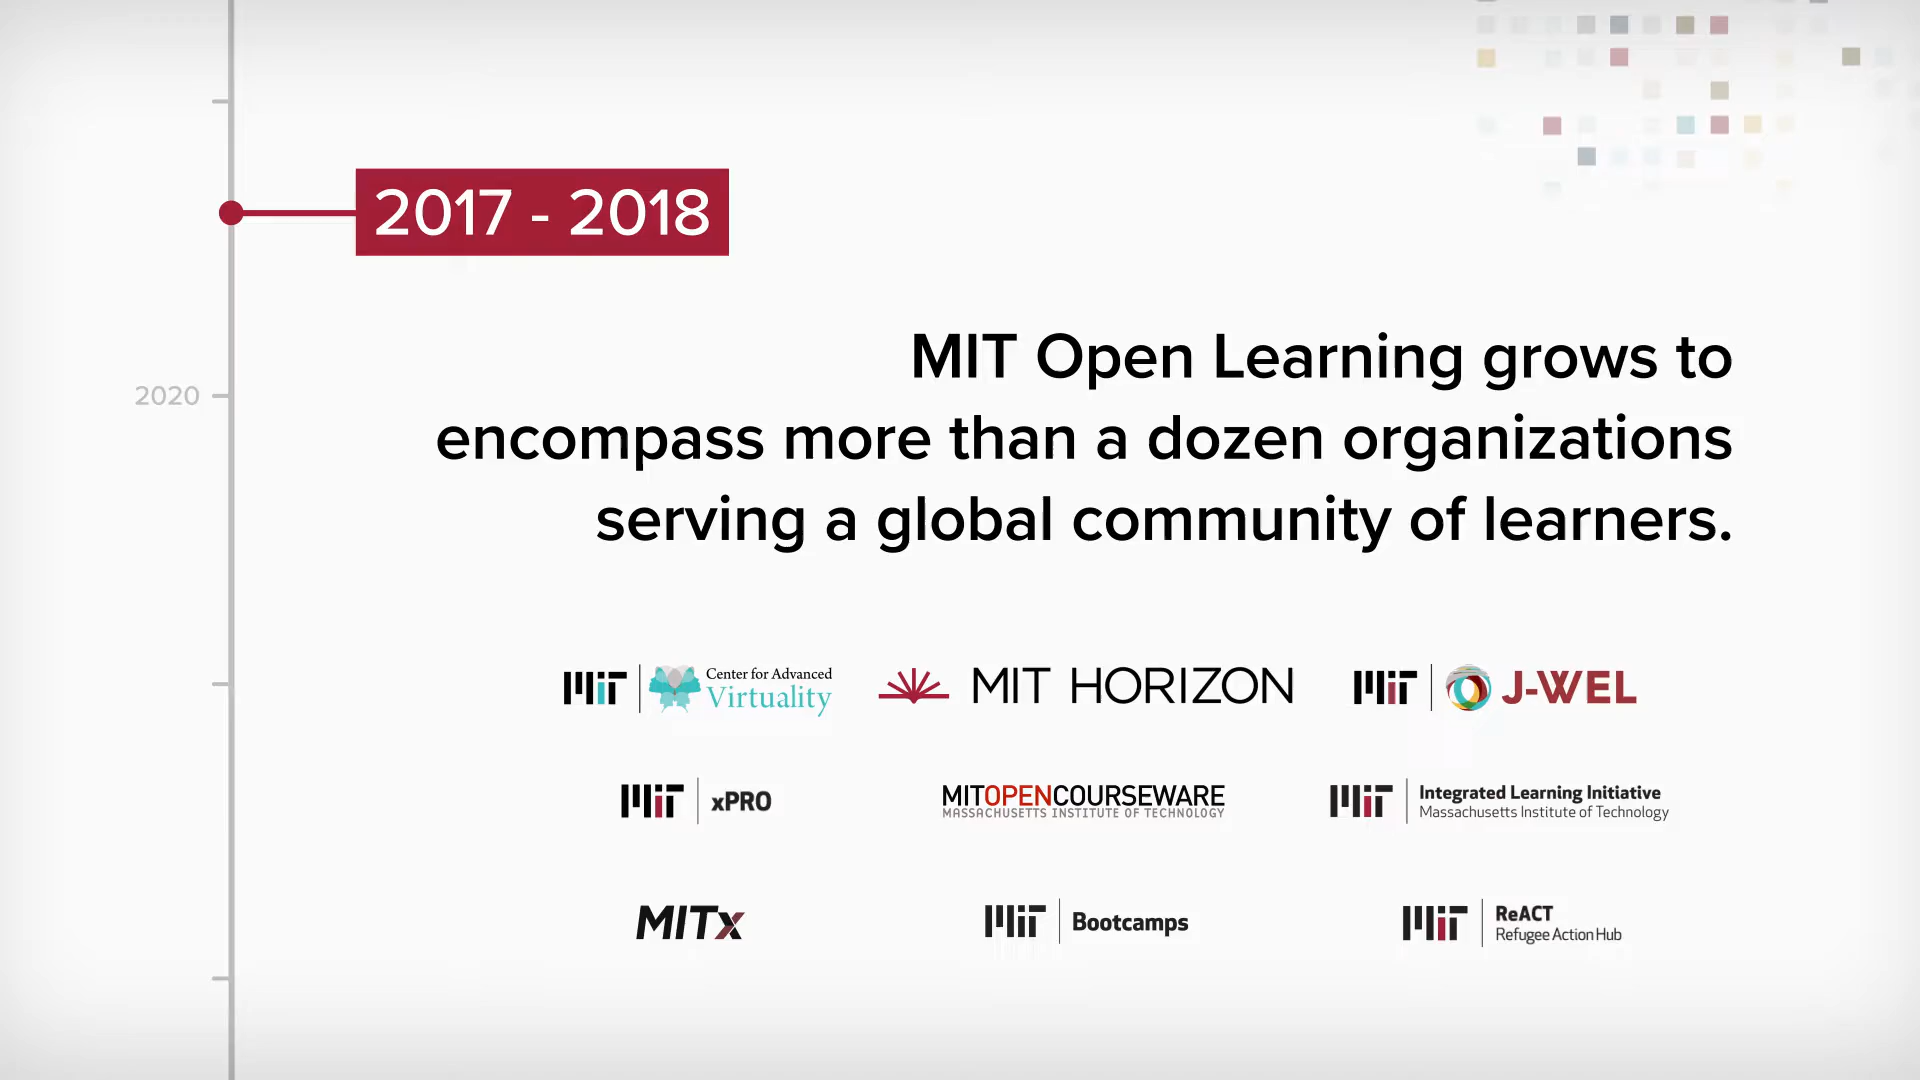 2017 - 2018
MIT Open Learning grows to
2020
encompass more than a dozen organizations
serving a global community of learners.
MIT
Center for Advanced
Virtuality
MIT HORIZON
MIT
J-WEL
MIT
xPRO
MITOPENCOURSEWARE
MASSACHUSETTS INSTITUTE OF TECHNOLOGY
MIT
Integrated Learning Initiative
Massachusetts Institute of Technology
MITx
MIT
Bootcamps
MIT
ReACT
Refugee Action Hub